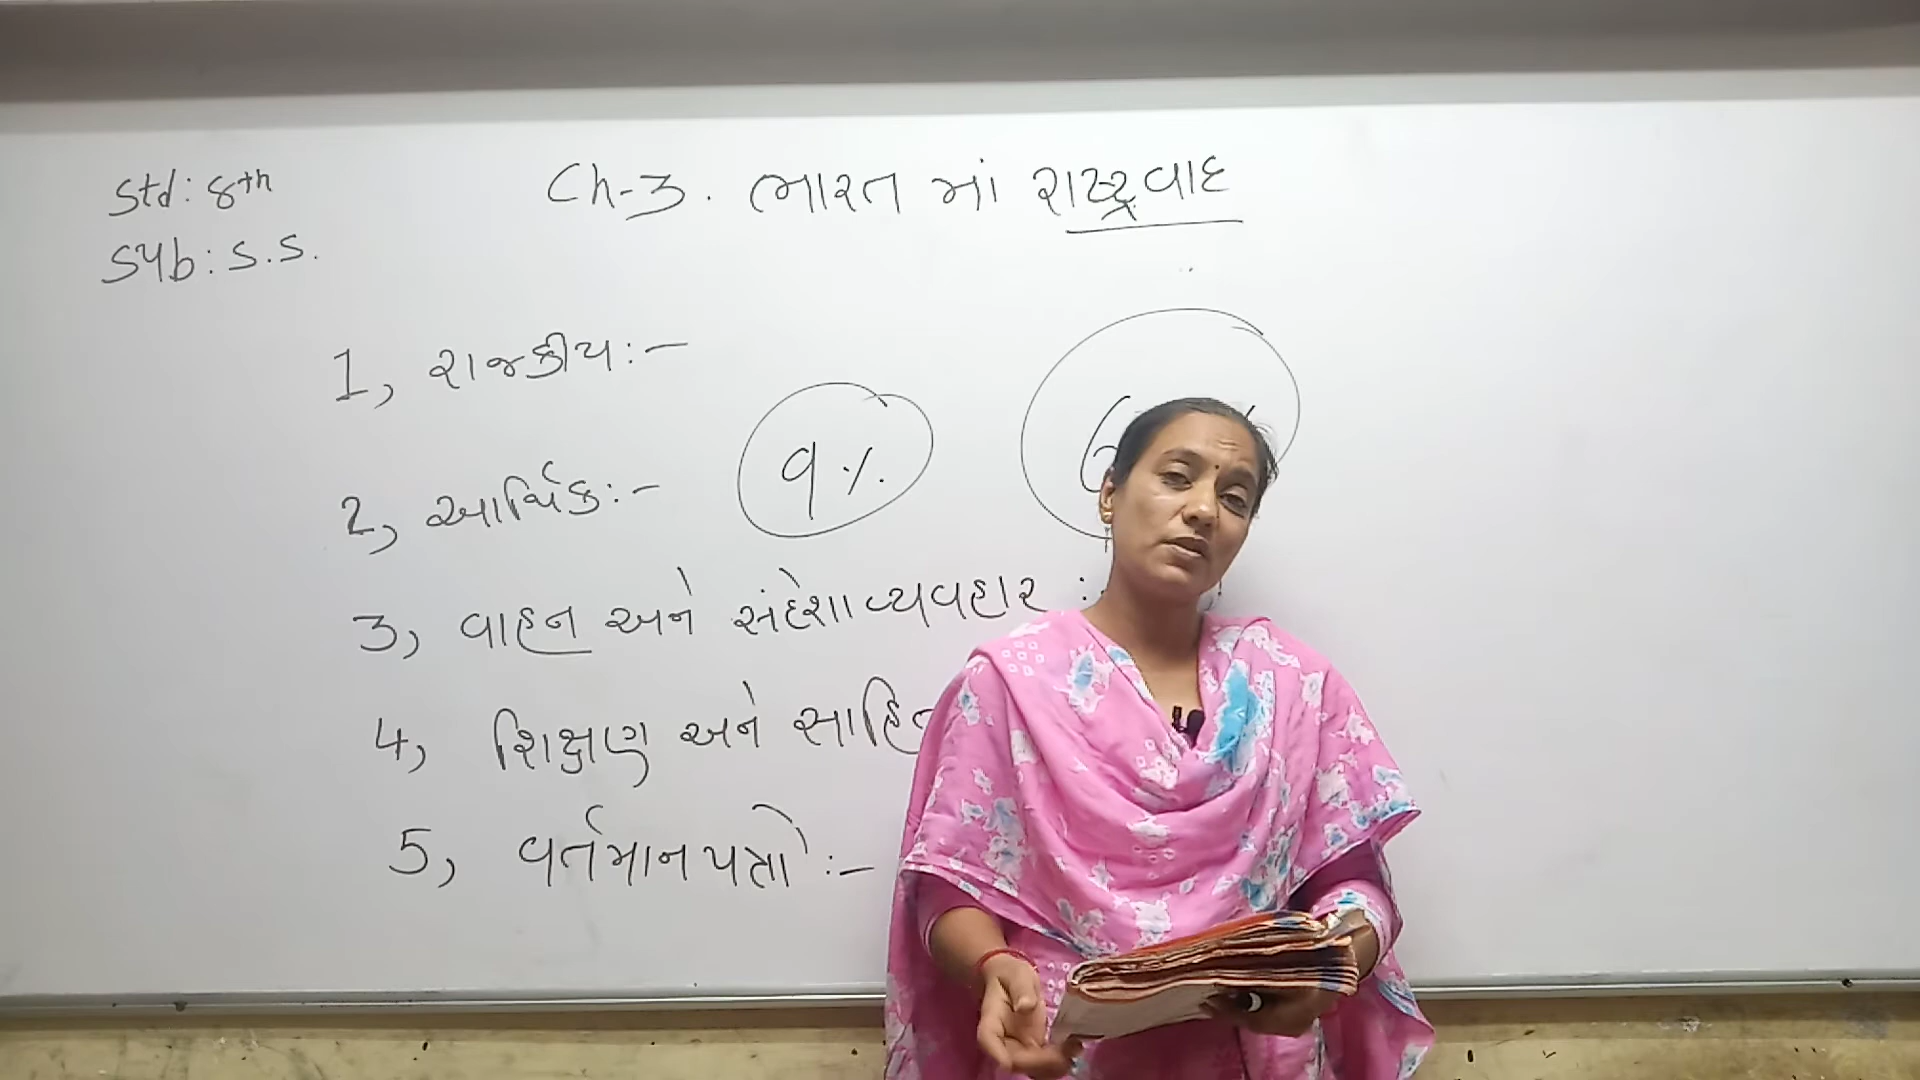 Std: 8th
Sub: S.S.
Ch-3. ભારત માં રાષ્ટ્રવાદ
1, રાજકીય:-
2, આર્થિક:-
9%.
3, વાહન અને સંદેશાવ્યવહાર :-
4, શિક્ષણ અને
5, વર્તમાનપત્રો :-